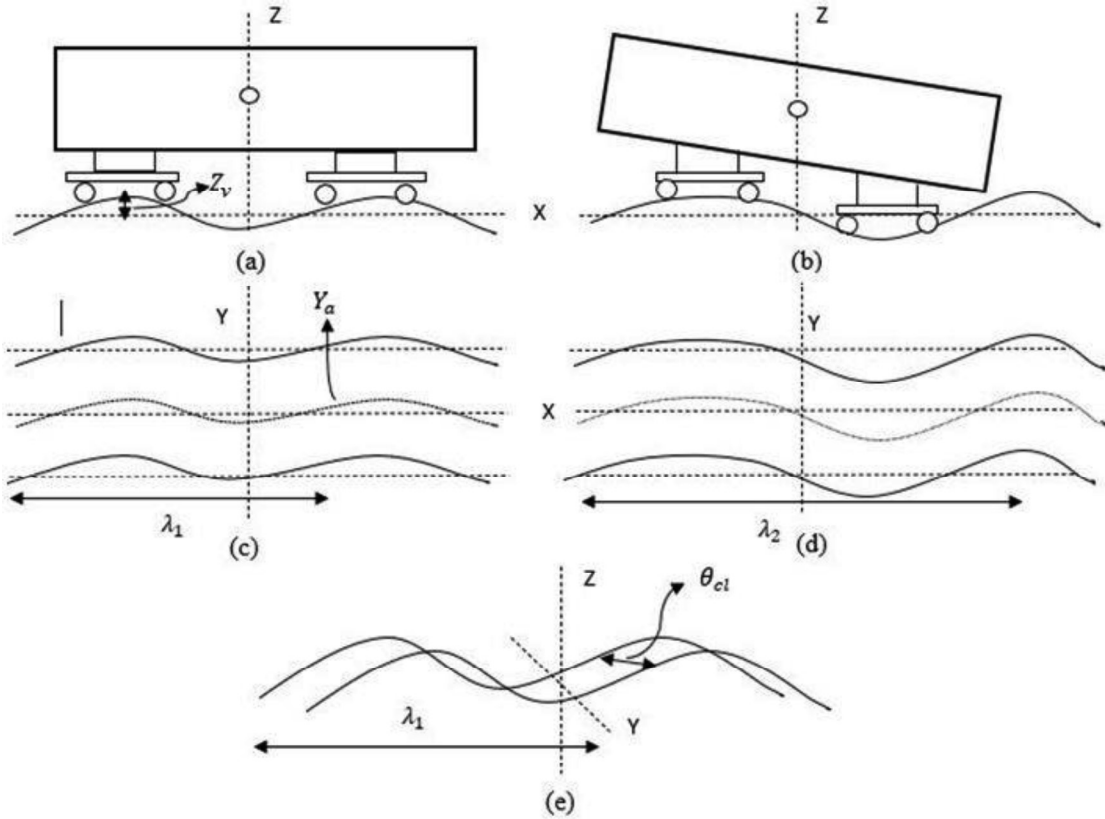 Z
Z
Z_v
X
(a)
(b)
Y
Y_a
Y
X
λ_1
λ_2
(c)
(d)
Z
θ_cl
λ_1
Y
(e)